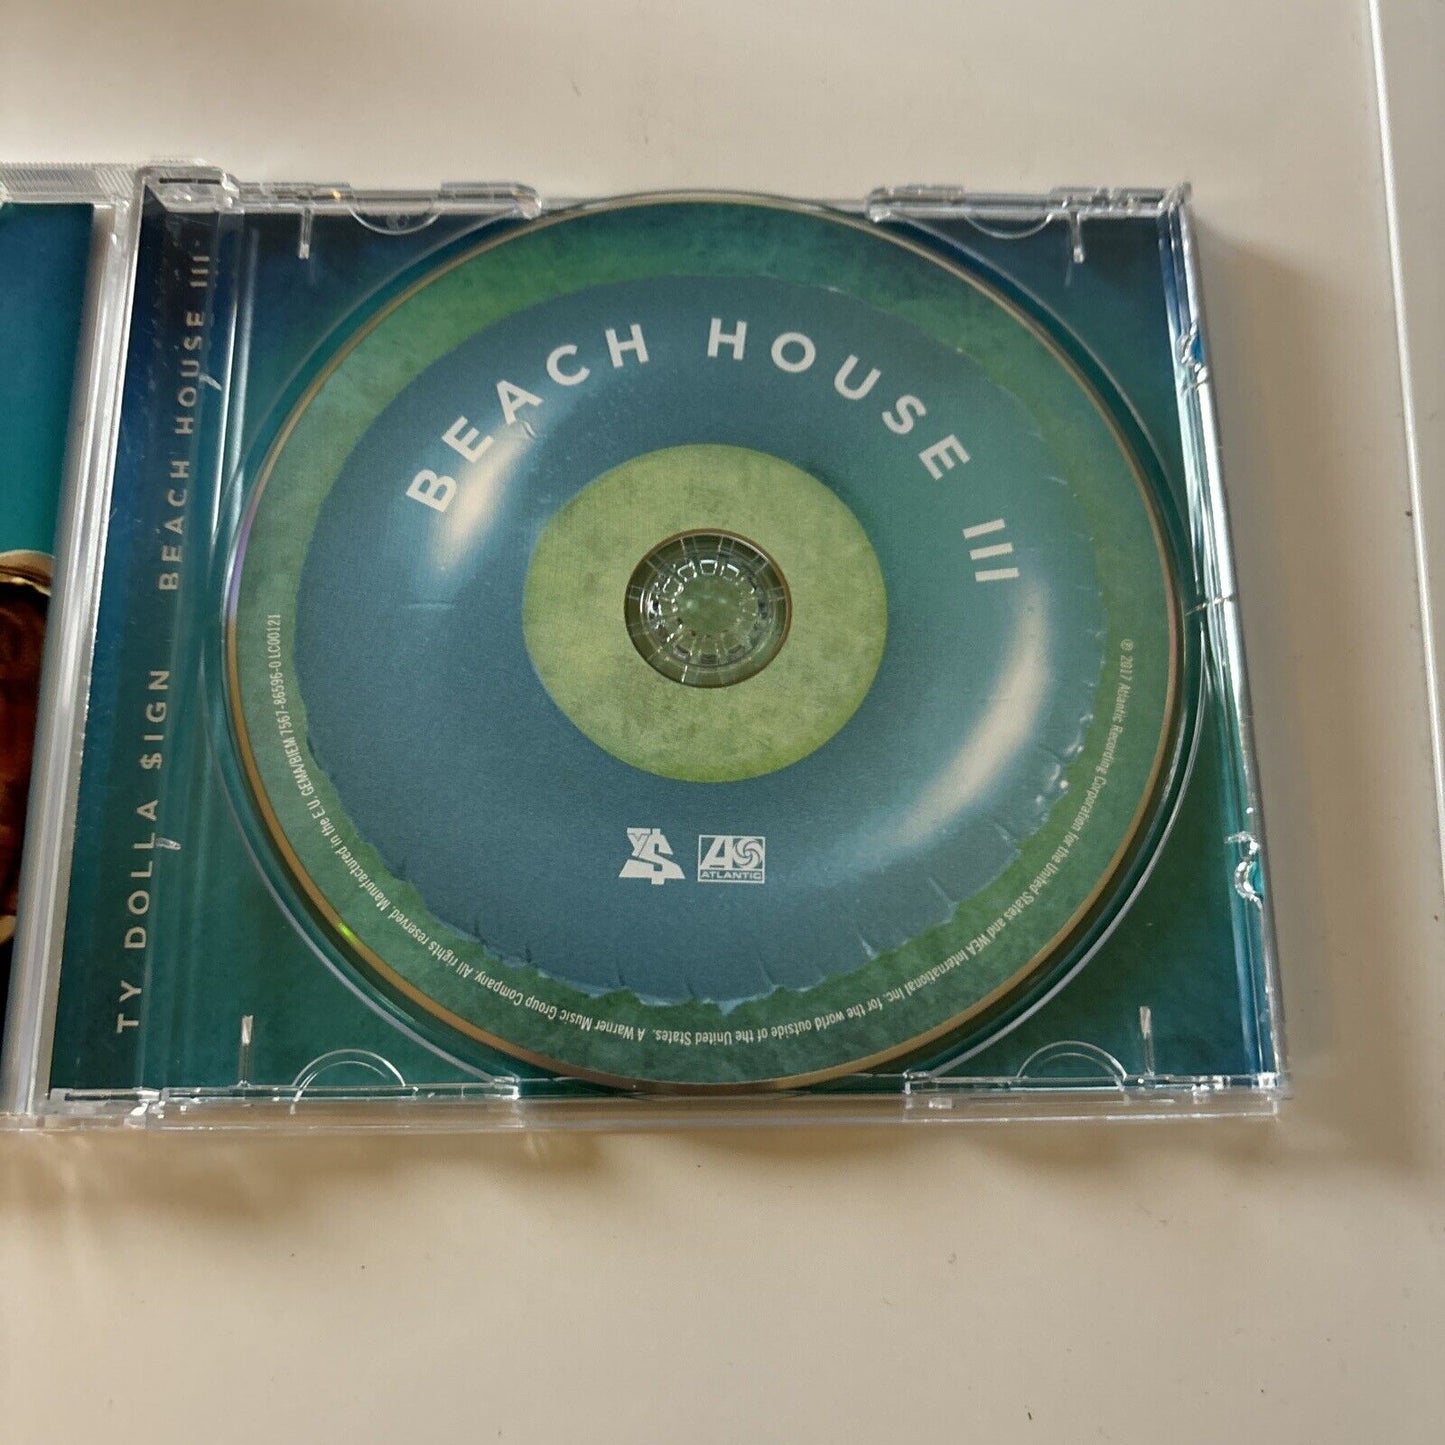 TY DOLLA $IGN BEACH HOUSE III
BEACH HOUSE III
TY$
ATLANTIC
℗ 2017 Atlantic Recording Corporation for the United States and WEA International Inc. for the world outside of the United States. A Warner Music Group Company. All rights reserved. Manufactured in the E.U. GEMA/BIEM 7567-86596-0 LC00121